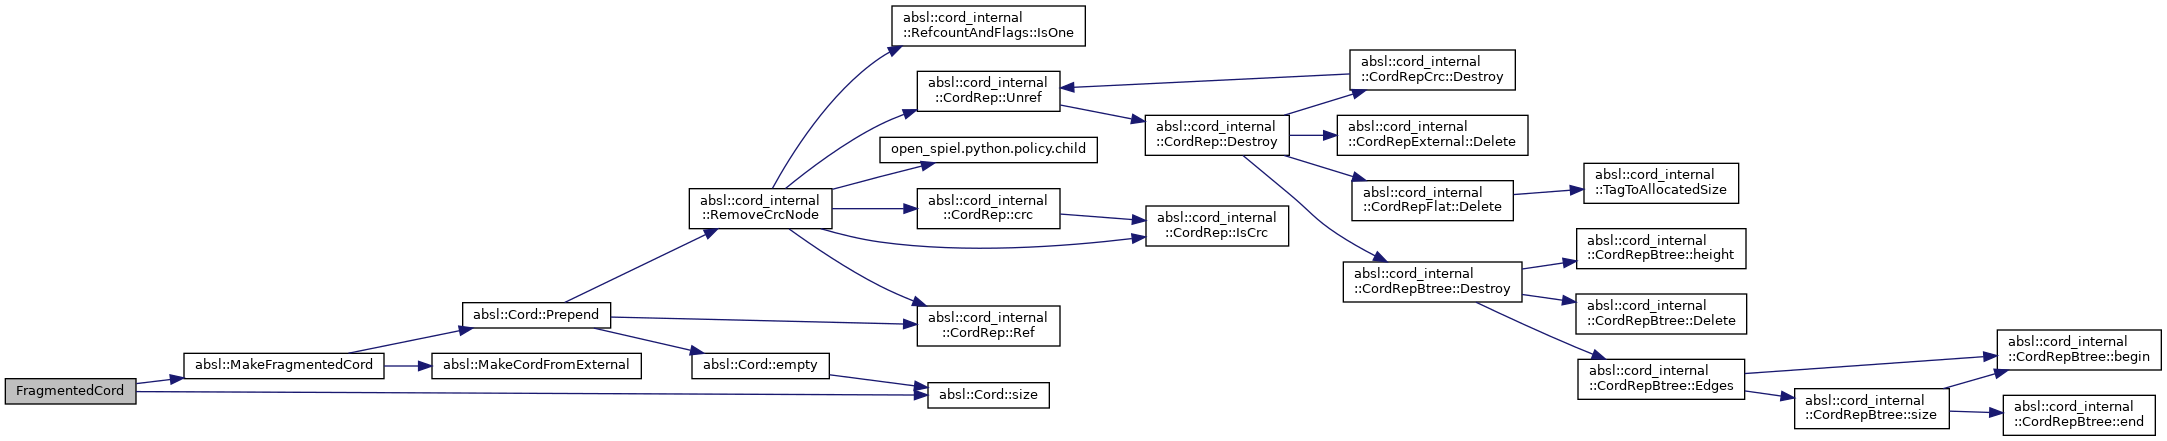 absl::cord_internal
::RefcountAndFlags::IsOne
absl::cord_internal
::CordRepCrc::Destroy
absl::cord_internal
::CordRep::Unref
absl::cord_internal
::CordRep::Destroy
absl::cord_internal
::CordRepExternal::Delete
open_spiel.python.policy.child
absl::cord_internal
::TagToAllocatedSize
absl::cord_internal
::CordRepFlat::Delete
absl::cord_internal
::RemoveCrcNode
absl::cord_internal
::CordRep::crc
absl::cord_internal
::CordRep::IsCrc
absl::cord_internal
::CordRepBtree::height
absl::cord_internal
::CordRepBtree::Destroy
absl::cord_internal
::CordRepBtree::Delete
absl::Cord::Prepend
absl::cord_internal
::CordRep::Ref
absl::cord_internal
::CordRepBtree::begin
absl::MakeFragmentedCord
absl::MakeCordFromExternal
absl::Cord::empty
absl::cord_internal
::CordRepBtree::Edges
FragmentedCord
absl::Cord::size
absl::cord_internal
::CordRepBtree::size
absl::cord_internal
::CordRepBtree::end